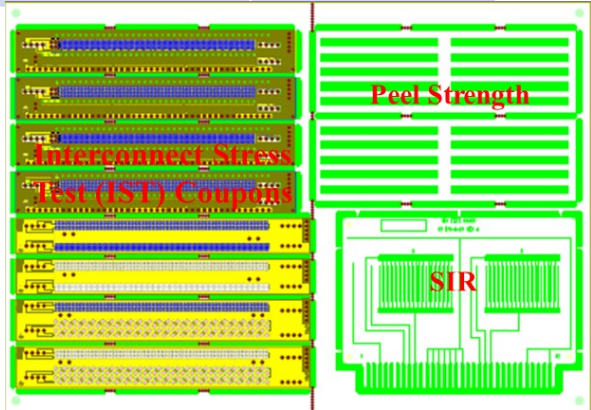 Peel Strength
Interconnect Stress
Test (IST) Coupons
SIR